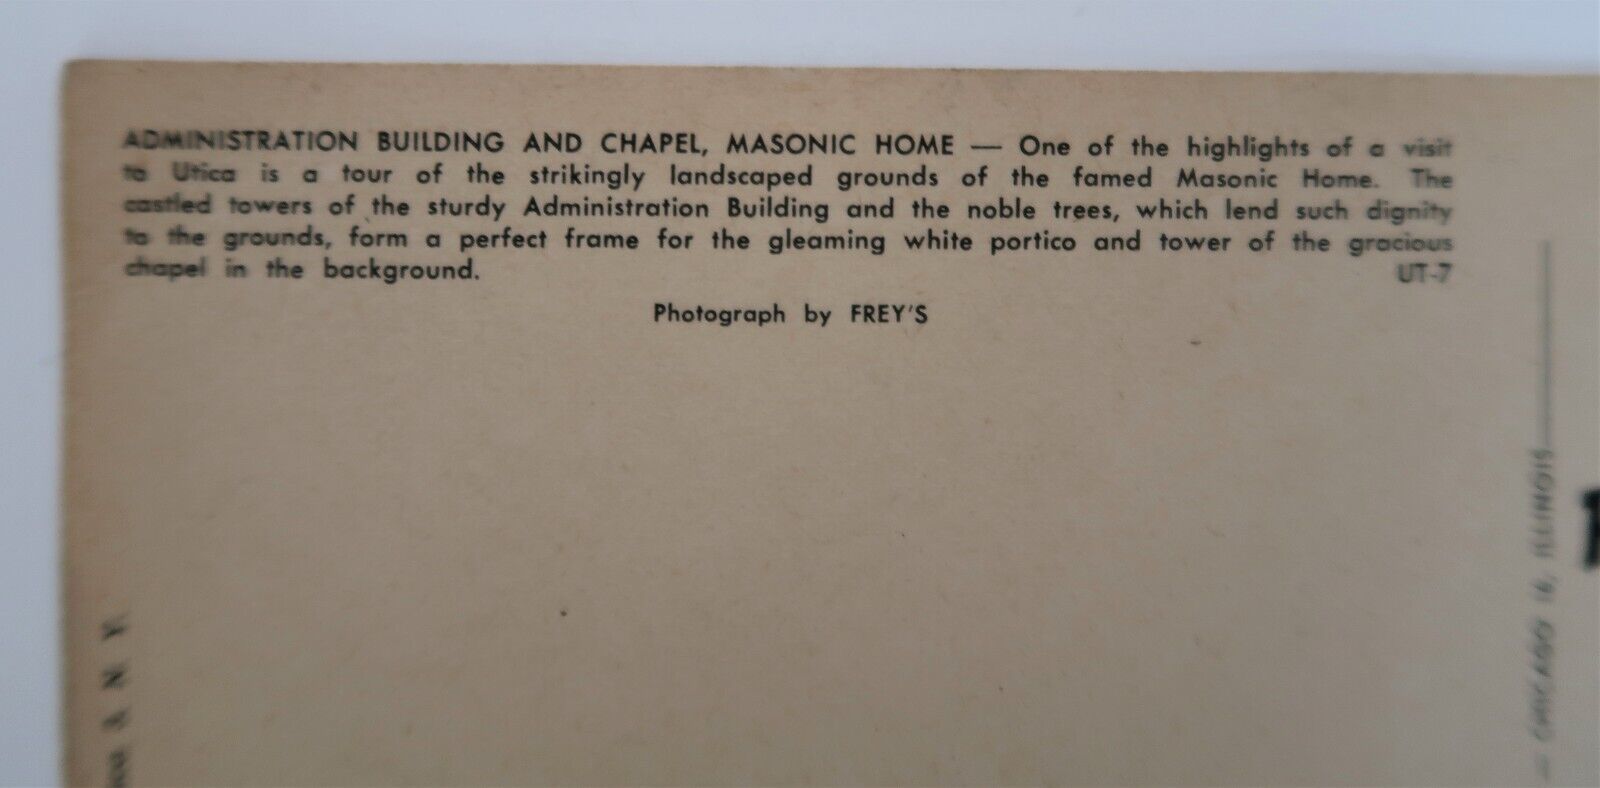 ADMINISTRATION BUILDING AND CHAPEL, MASONIC HOME — One of the highlights of a visit
to Utica is a tour of the strikingly landscaped grounds of the famed Masonic Home. The
castled towers of the sturdy Administration Building and the noble trees, which lend such dignity
to the grounds, form a perfect frame for the gleaming white portico and tower of the gracious
chapel in the background. UT-7
Photograph by FREY'S
N. Y.
CHICAGO 16, ILLINOIS